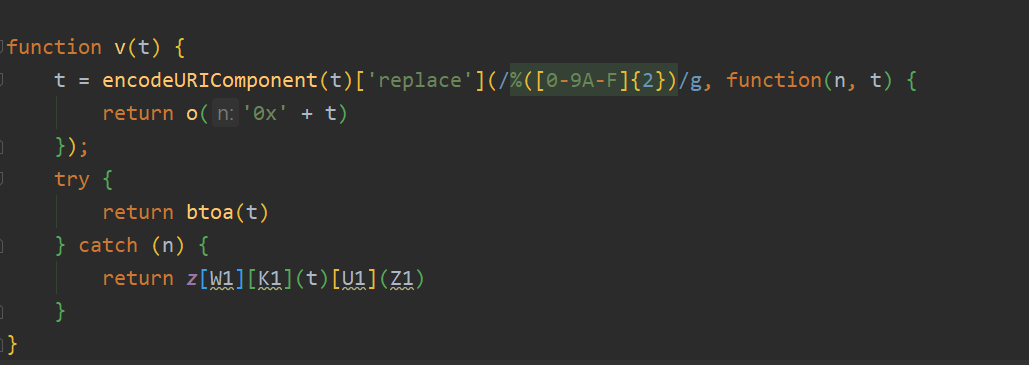 function v(t) {
    t = encodeURIComponent(t)['replace'](/%([0-9A-F]{2})/g, function(n, t) {
        return o( n: '0x' + t)
    });
    try {
        return btoa(t)
    } catch (n) {
        return z[W1][K1](t)[U1](Z1)
    }
}